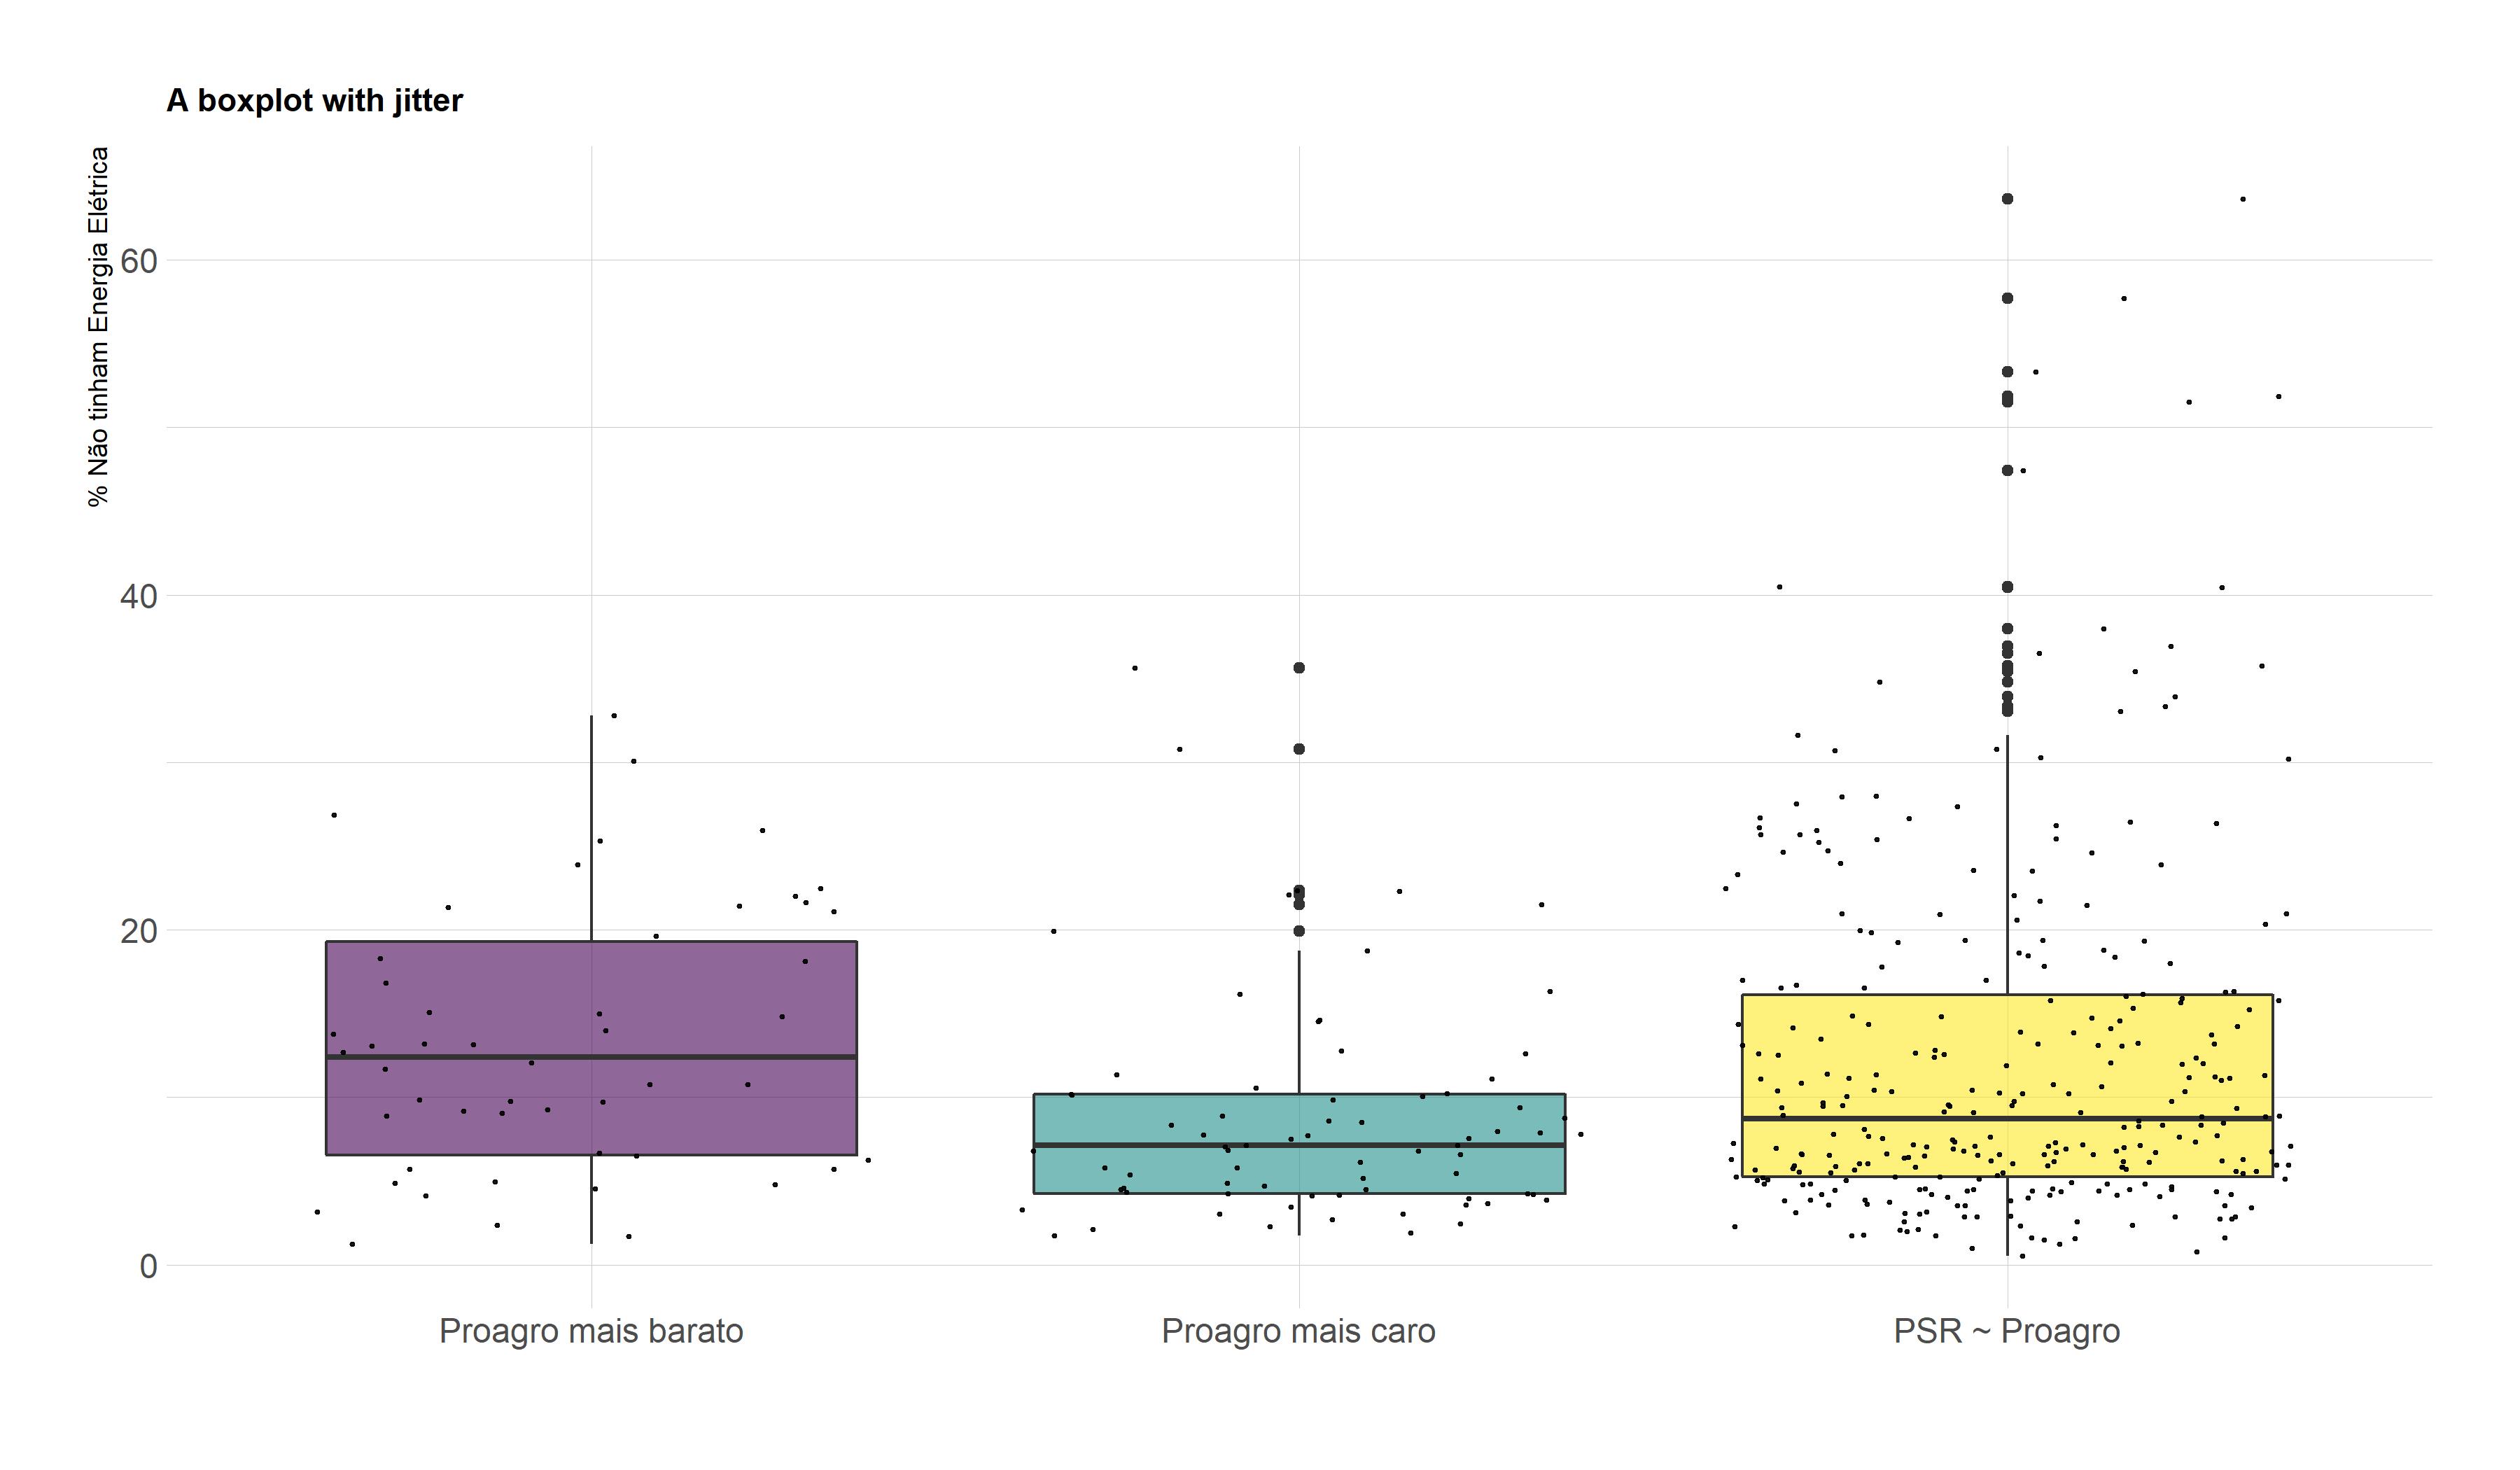 A boxplot with jitter
% Não tinham Energia Elétrica
60
40
20
0
Proagro mais barato
Proagro mais caro
PSR ~ Proagro